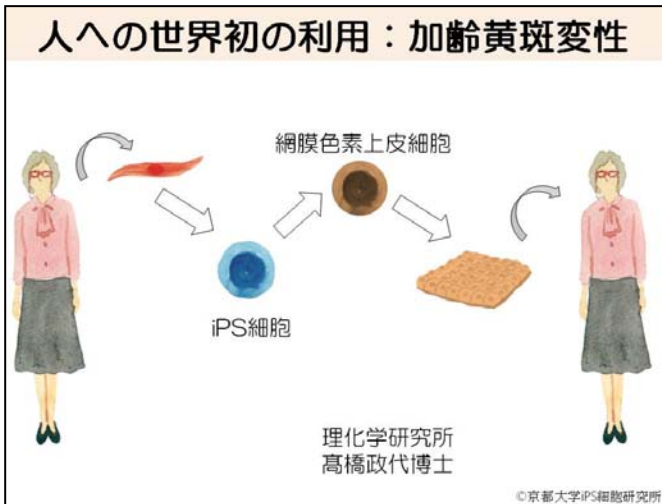 人への世界初の利用：加齢黄斑変性
網膜色素上皮細胞
iPS細胞
理化学研究所
髙橋政代博士
©京都大学iPS細胞研究所